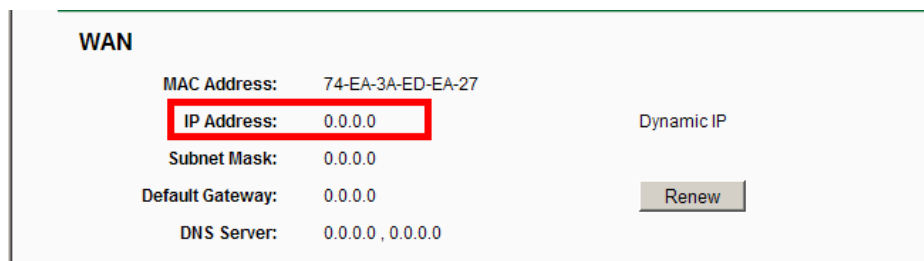 WAN
MAC Address: 74-EA-3A-ED-EA-27
IP Address: 0.0.0.0 Dynamic IP
Subnet Mask: 0.0.0.0
Default Gateway: 0.0.0.0 Renew
DNS Server: 0.0.0.0 , 0.0.0.0